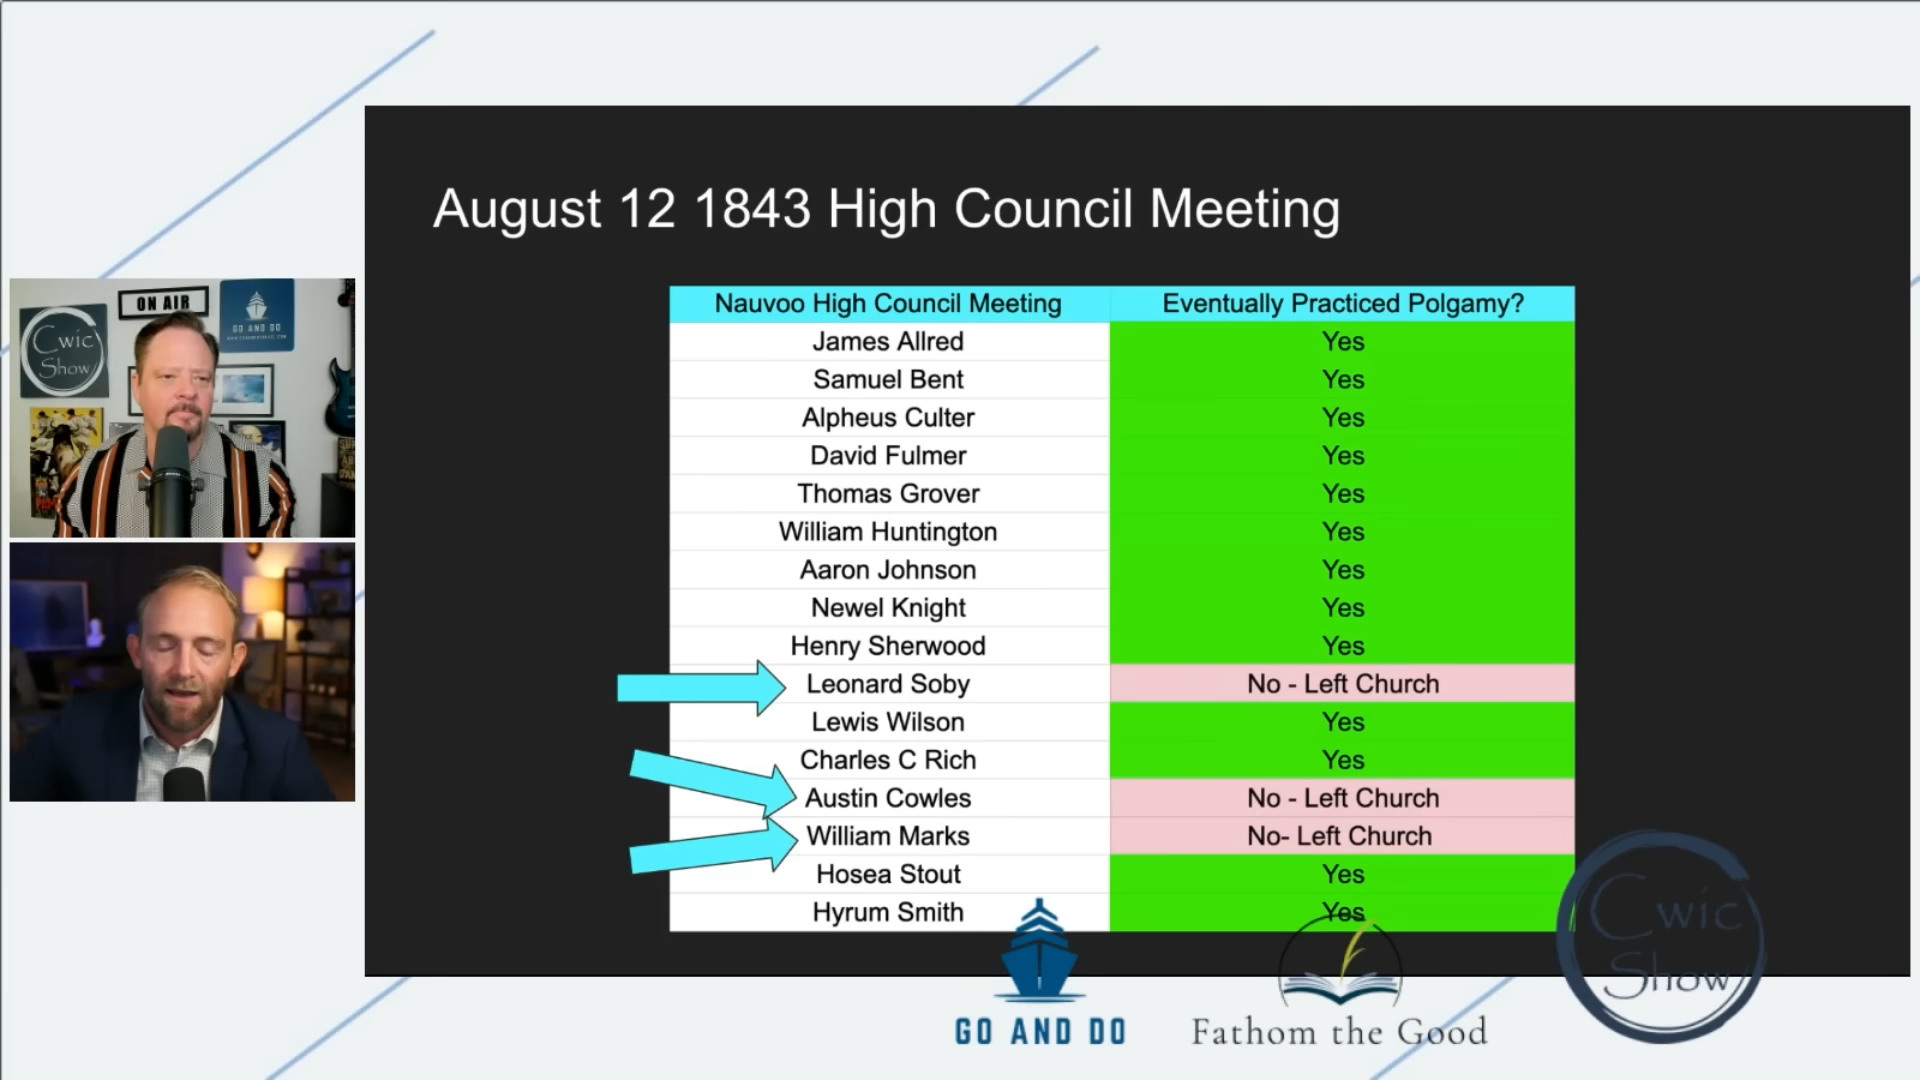 August 12 1843 High Council Meeting
Nauvoo High Council Meeting Eventually Practiced Polgamy?
James Allred Yes
Samuel Bent Yes
Alpheus Culter Yes
David Fulmer Yes
Thomas Grover Yes
William Huntington Yes
Aaron Johnson Yes
Newel Knight Yes
Henry Sherwood Yes
Leonard Soby No - Left Church
Lewis Wilson Yes
Charles C Rich Yes
Austin Cowles No - Left Church
William Marks No- Left Church
Hosea Stout Yes
Hyrum Smith Yes
ON AIR
Cwic
Show
GO AND DO
GO AND DO
Fathom the Good
Cwic
Show